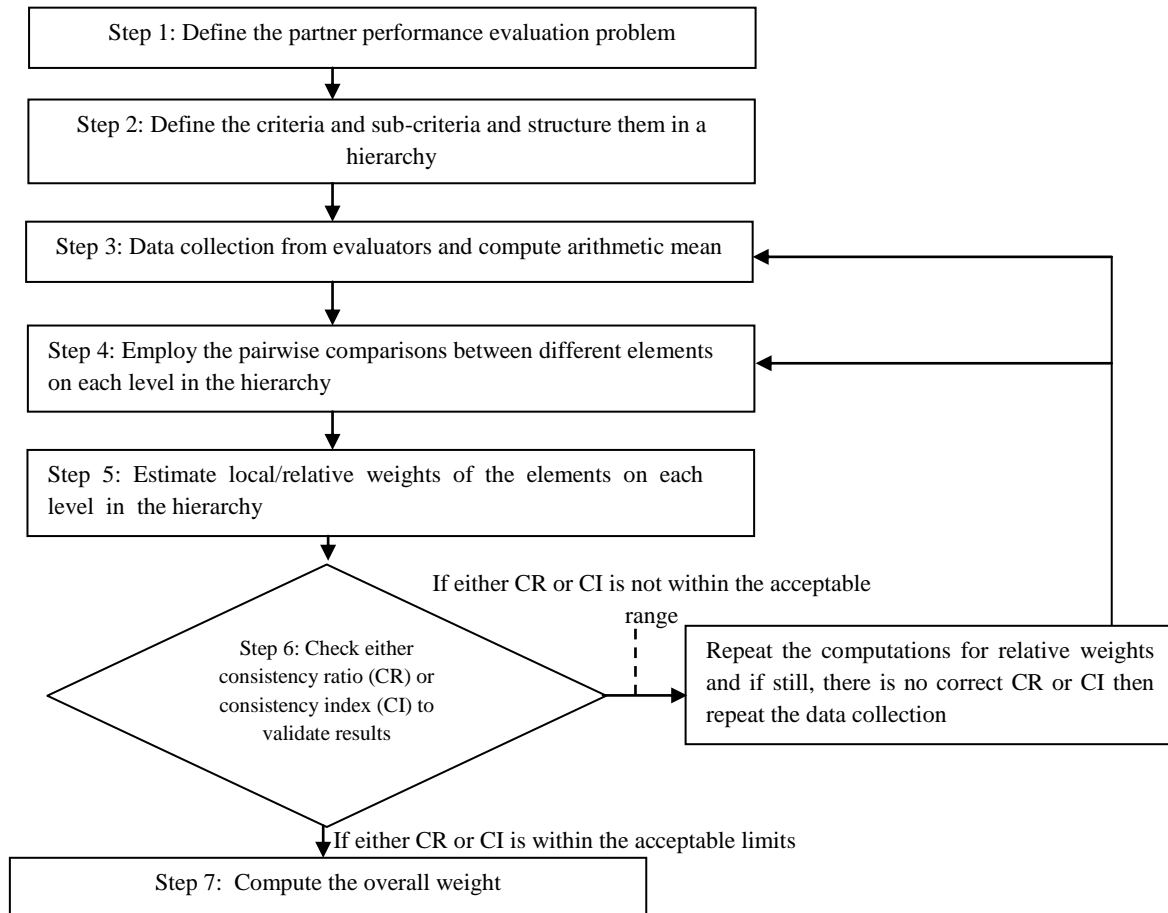 Step 1: Define the partner performance evaluation problem
Step 2: Define the criteria and sub-criteria and structure them in a
hierarchy
Step 3: Data collection from evaluators and compute arithmetic mean
Step 4: Employ the pairwise comparisons between different elements
on each level in the hierarchy
Step 5: Estimate local/relative weights of the elements on each
level in the hierarchy
If either CR or CI is not within the acceptable
range
Step 6: Check either
consistency ratio (CR) or
consistency index (CI) to
validate results
Repeat the computations for relative weights
and if still, there is no correct CR or CI then
repeat the data collection
If either CR or CI is within the acceptable limits
Step 7: Compute the overall weight